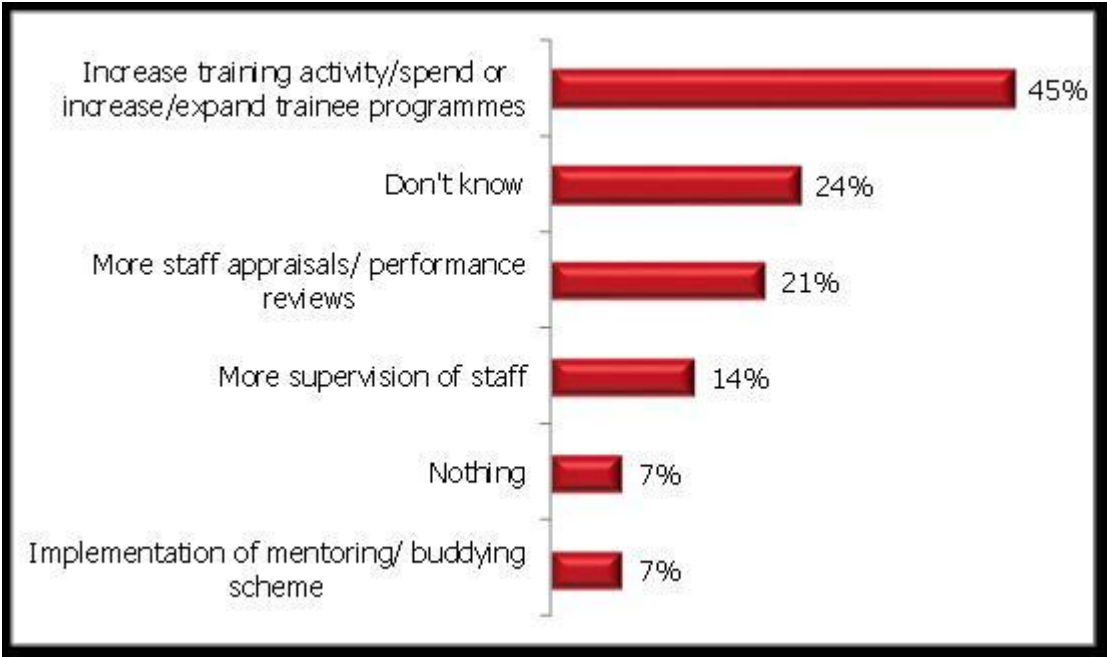 Increase training activity/spend or
increase/expand trainee programmes
45%
Don't know
24%
More staff appraisals/ performance
reviews
21%
More supervision of staff
14%
Nothing
7%
Implementation of mentoring/ buddying
scheme
7%